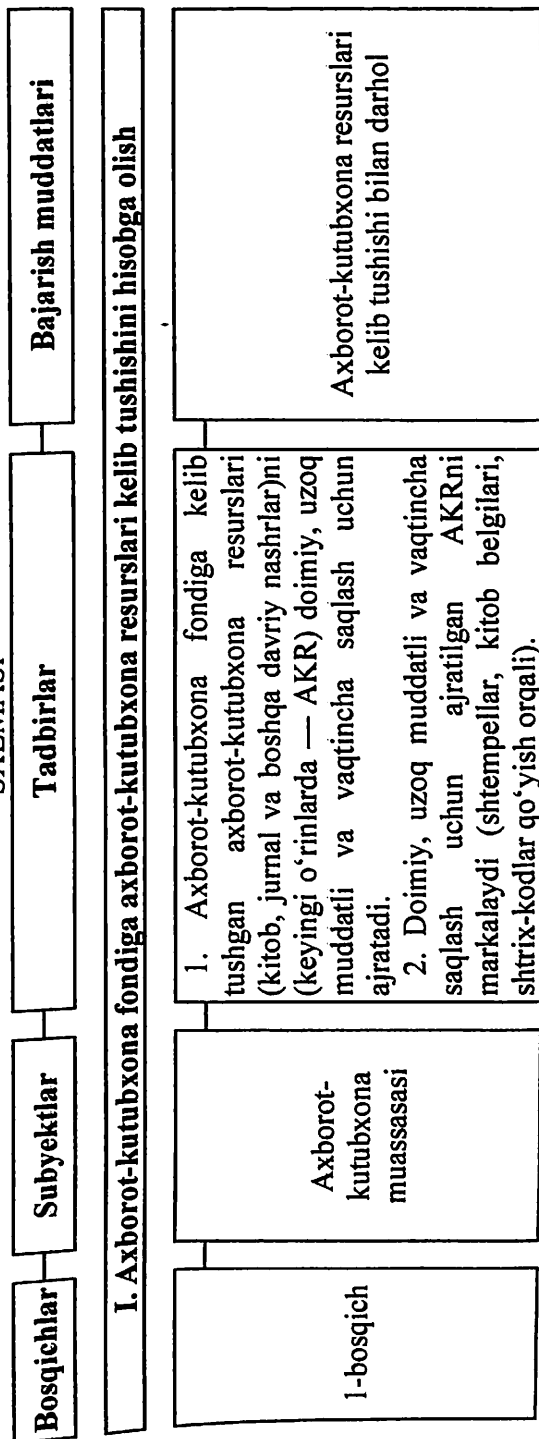 Bosqichlar
Subyektlar
Tadbirlar
Bajarish muddatlari
I. Axborot-kutubxona fondiga axborot-kutubxona resurslari kelib tushishini hisobga olish
1-bosqich
Axborot-
kutubxona
muassasasi
1. Axborot-kutubxona fondiga kelib
tushgan axborot-kutubxona resurslari
(kitob, jurnal va boshqa davriy nashrlar)ni
(keyingi o‘rinlarda — AKR) doimiy, uzoq
muddatli va vaqtincha saqlash uchun
ajratadi.
2. Doimiy, uzoq muddatli va vaqtincha
saqlash uchun ajratilgan AKRni
markalaydi (shtempellar, kitob belgilari,
shtrix-kodlar qo‘yish orqali).
Axborot-kutubxona resurslari
kelib tushishi bilan darhol